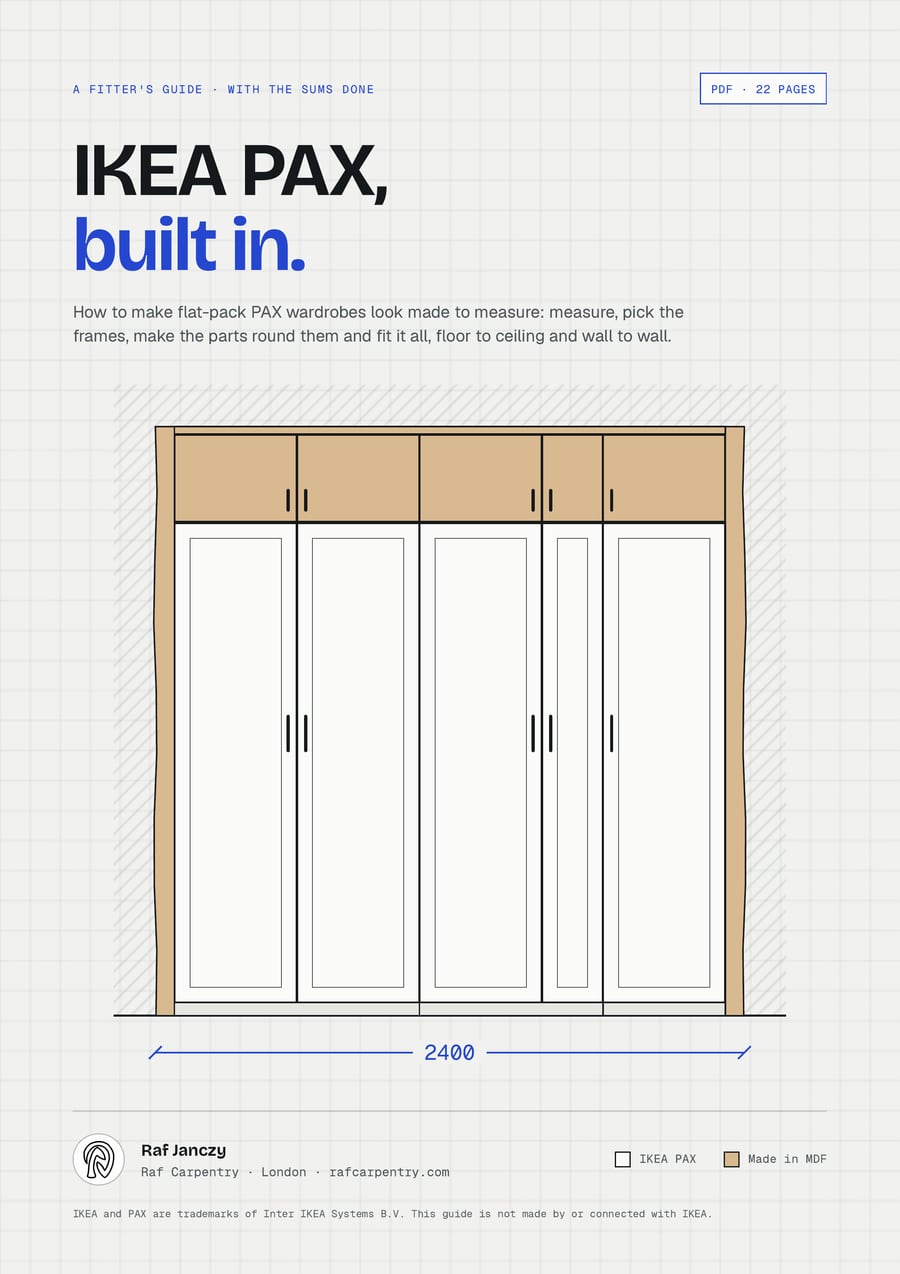 A FITTER'S GUIDE · WITH THE SUMS DONE
PDF · 22 PAGES
IKEA PAX,
built in.
How to make flat-pack PAX wardrobes look made to measure: measure, pick the
frames, make the parts round them and fit it all, floor to ceiling and wall to wall.
2400
Raf Janczy
Raf Carpentry · London · rafcarpentry.com
IKEA PAX
Made in MDF
IKEA and PAX are trademarks of Inter IKEA Systems B.V. This guide is not made by or connected with IKEA.